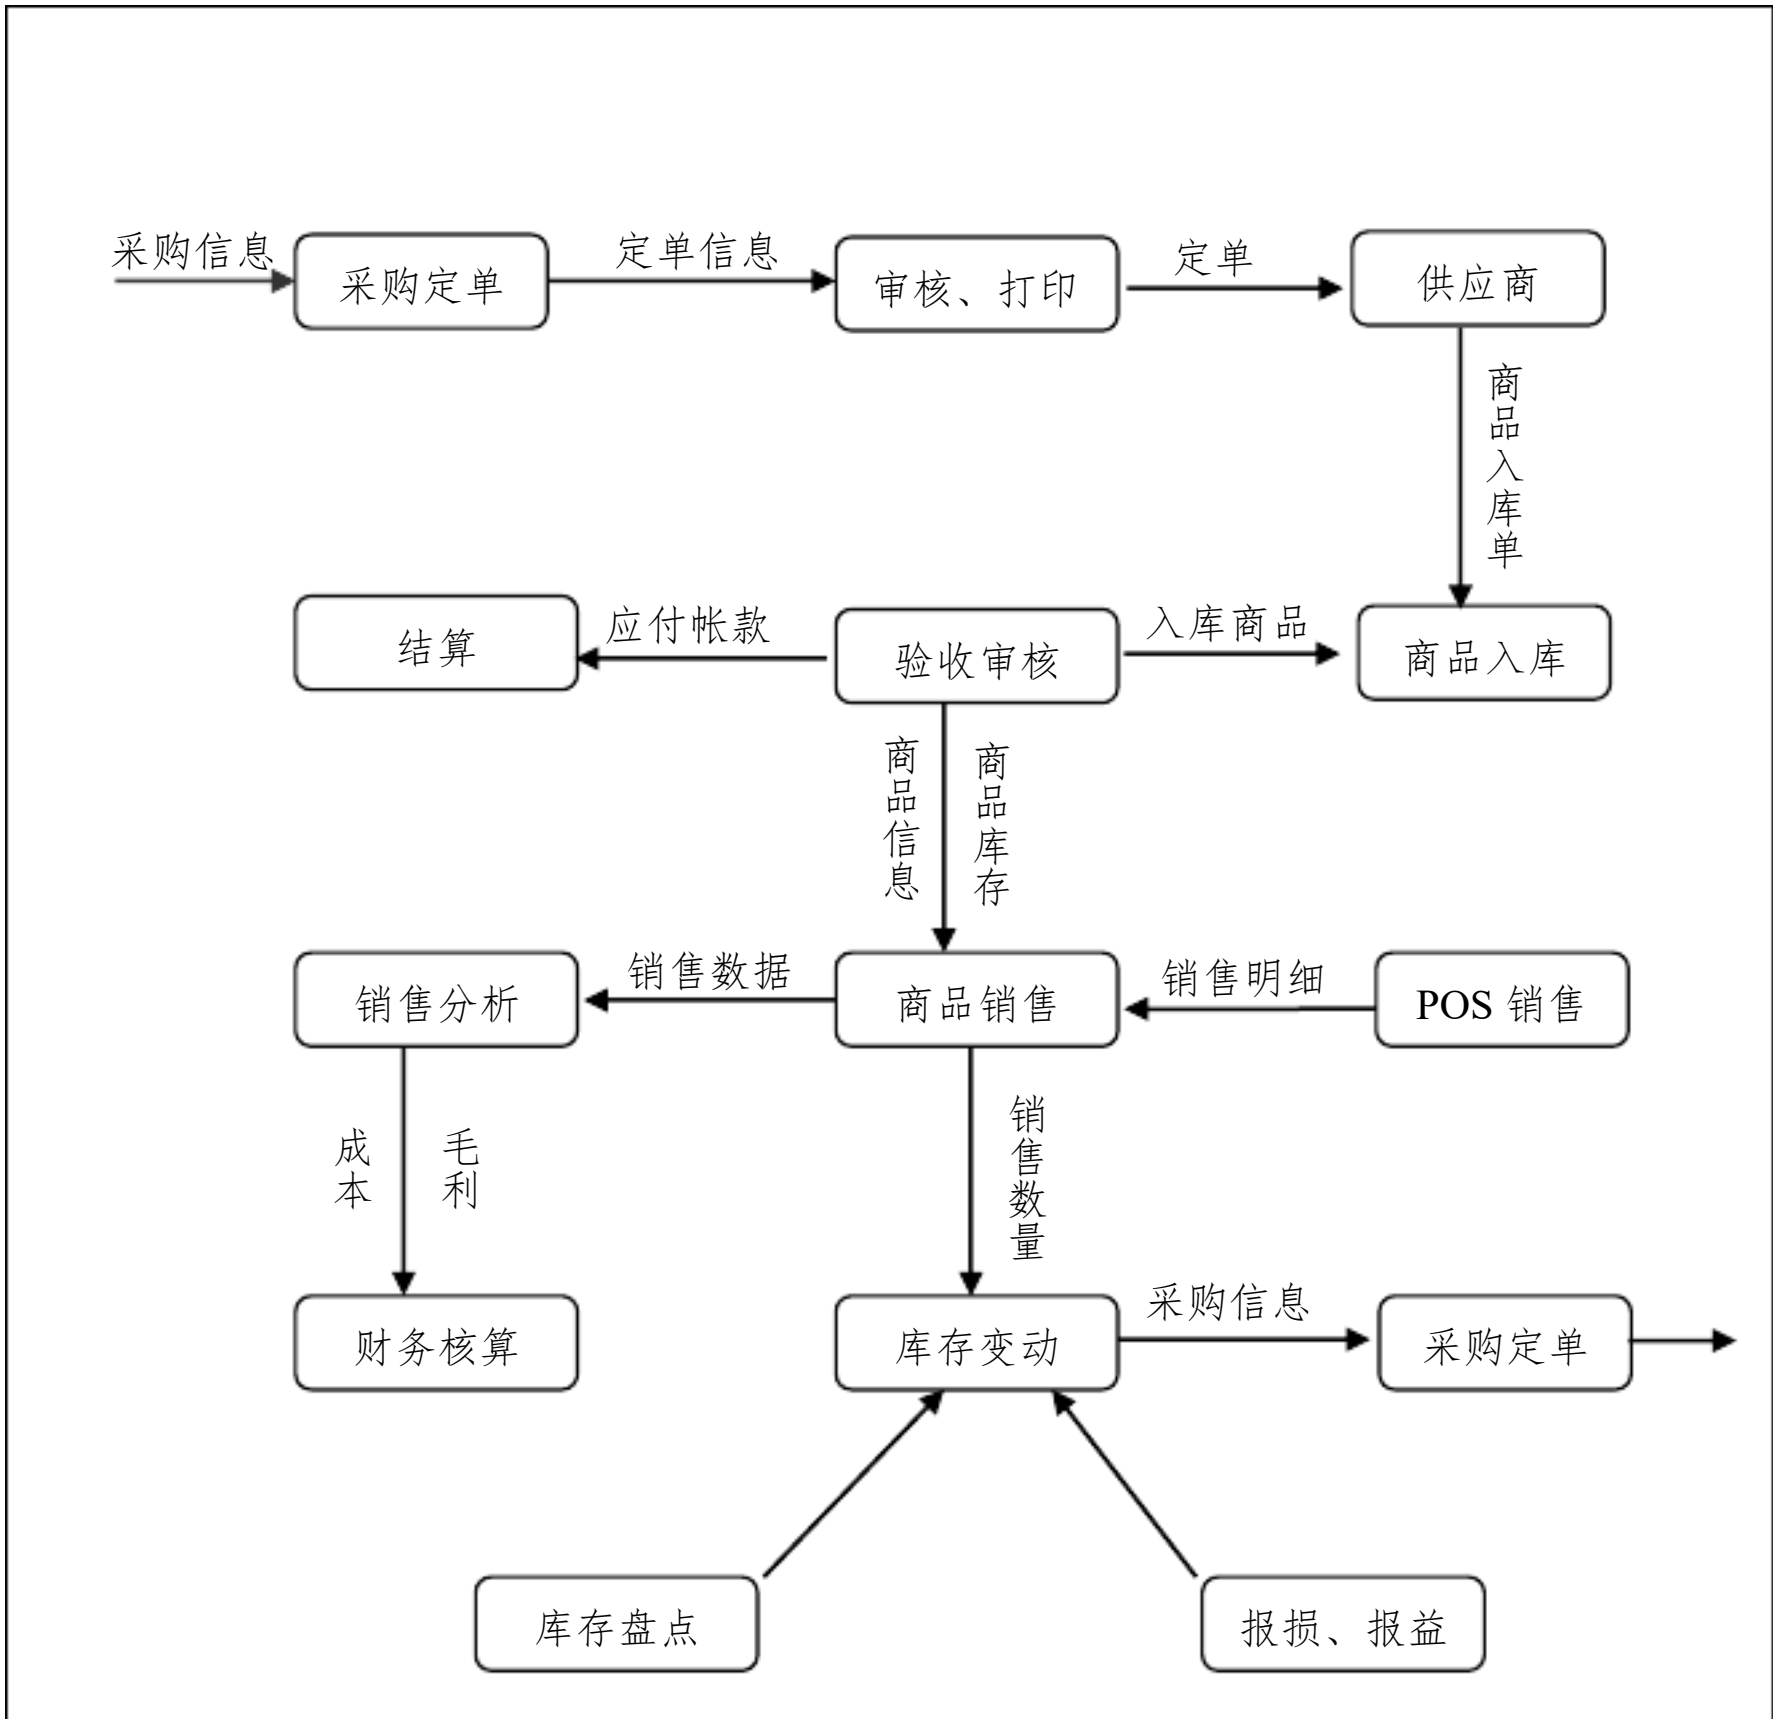 采购信息
采购定单
定单信息
审核、打印
定单
供应商
商品入库单
结算
应付帐款
验收审核
入库商品
商品入库
商品信息
商品库存
销售分析
销售数据
商品销售
销售明细
POS 销售
成本
毛利
销售数量
财务核算
库存变动
采购信息
采购定单
库存盘点
报损、报益